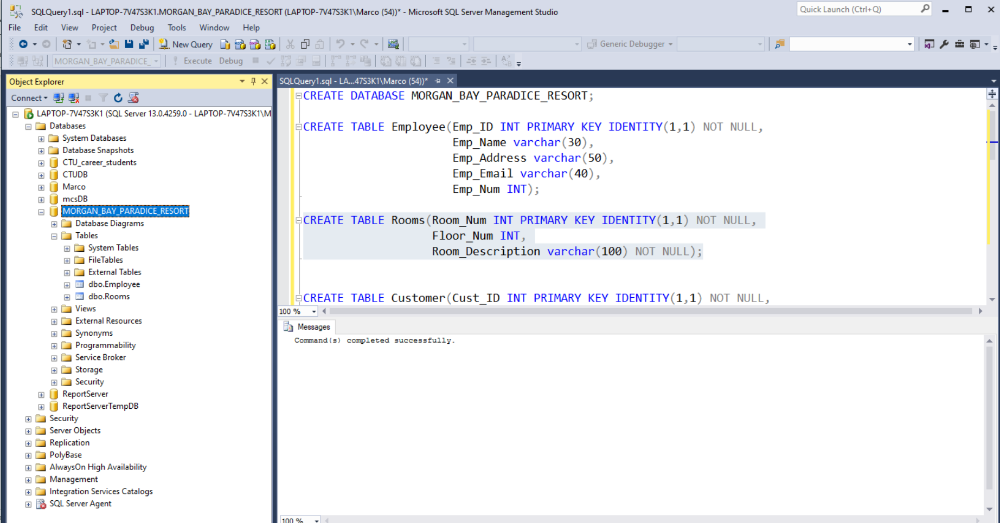 SQLQuery1.sql - LAPTOP-7V47S3K1.MORGAN_BAY_PARADICE_RESORT (LAPTOP-7V47S3K1\Marco (54))* - Microsoft SQL Server Management Studio
Quick Launch (Ctrl+Q)
File Edit View Project Debug Tools Window Help
New Query
Generic Debugger
MORGAN_BAY_PARADICE_
Execute Debug
Object Explorer
Connect
LAPTOP-7V47S3K1 (SQL Server 13.0.4259.0 - LAPTOP-7V47S3K1\M
Databases
System Databases
Database Snapshots
CTU_career_students
CTUDB
Marco
mcsDB
MORGAN_BAY_PARADICE_RESORT
Database Diagrams
Tables
System Tables
FileTables
External Tables
dbo.Employee
dbo.Rooms
Views
External Resources
Synonyms
Programmability
Service Broker
Storage
Security
ReportServer
ReportServerTempDB
Security
Server Objects
Replication
PolyBase
AlwaysOn High Availability
Management
Integration Services Catalogs
SQL Server Agent
SQLQuery1.sql - LA...47S3K1\Marco (54))*
CREATE DATABASE MORGAN_BAY_PARADICE_RESORT;
CREATE TABLE Employee(Emp_ID INT PRIMARY KEY IDENTITY(1,1) NOT NULL,
Emp_Name varchar(30),
Emp_Address varchar(50),
Emp_Email varchar(40),
Emp_Num INT);
CREATE TABLE Rooms(Room_Num INT PRIMARY KEY IDENTITY(1,1) NOT NULL,
Floor_Num INT,
Room_Description varchar(100) NOT NULL);
CREATE TABLE Customer(Cust_ID INT PRIMARY KEY IDENTITY(1,1) NOT NULL,
100 %
Messages
Command(s) completed successfully.
100 %